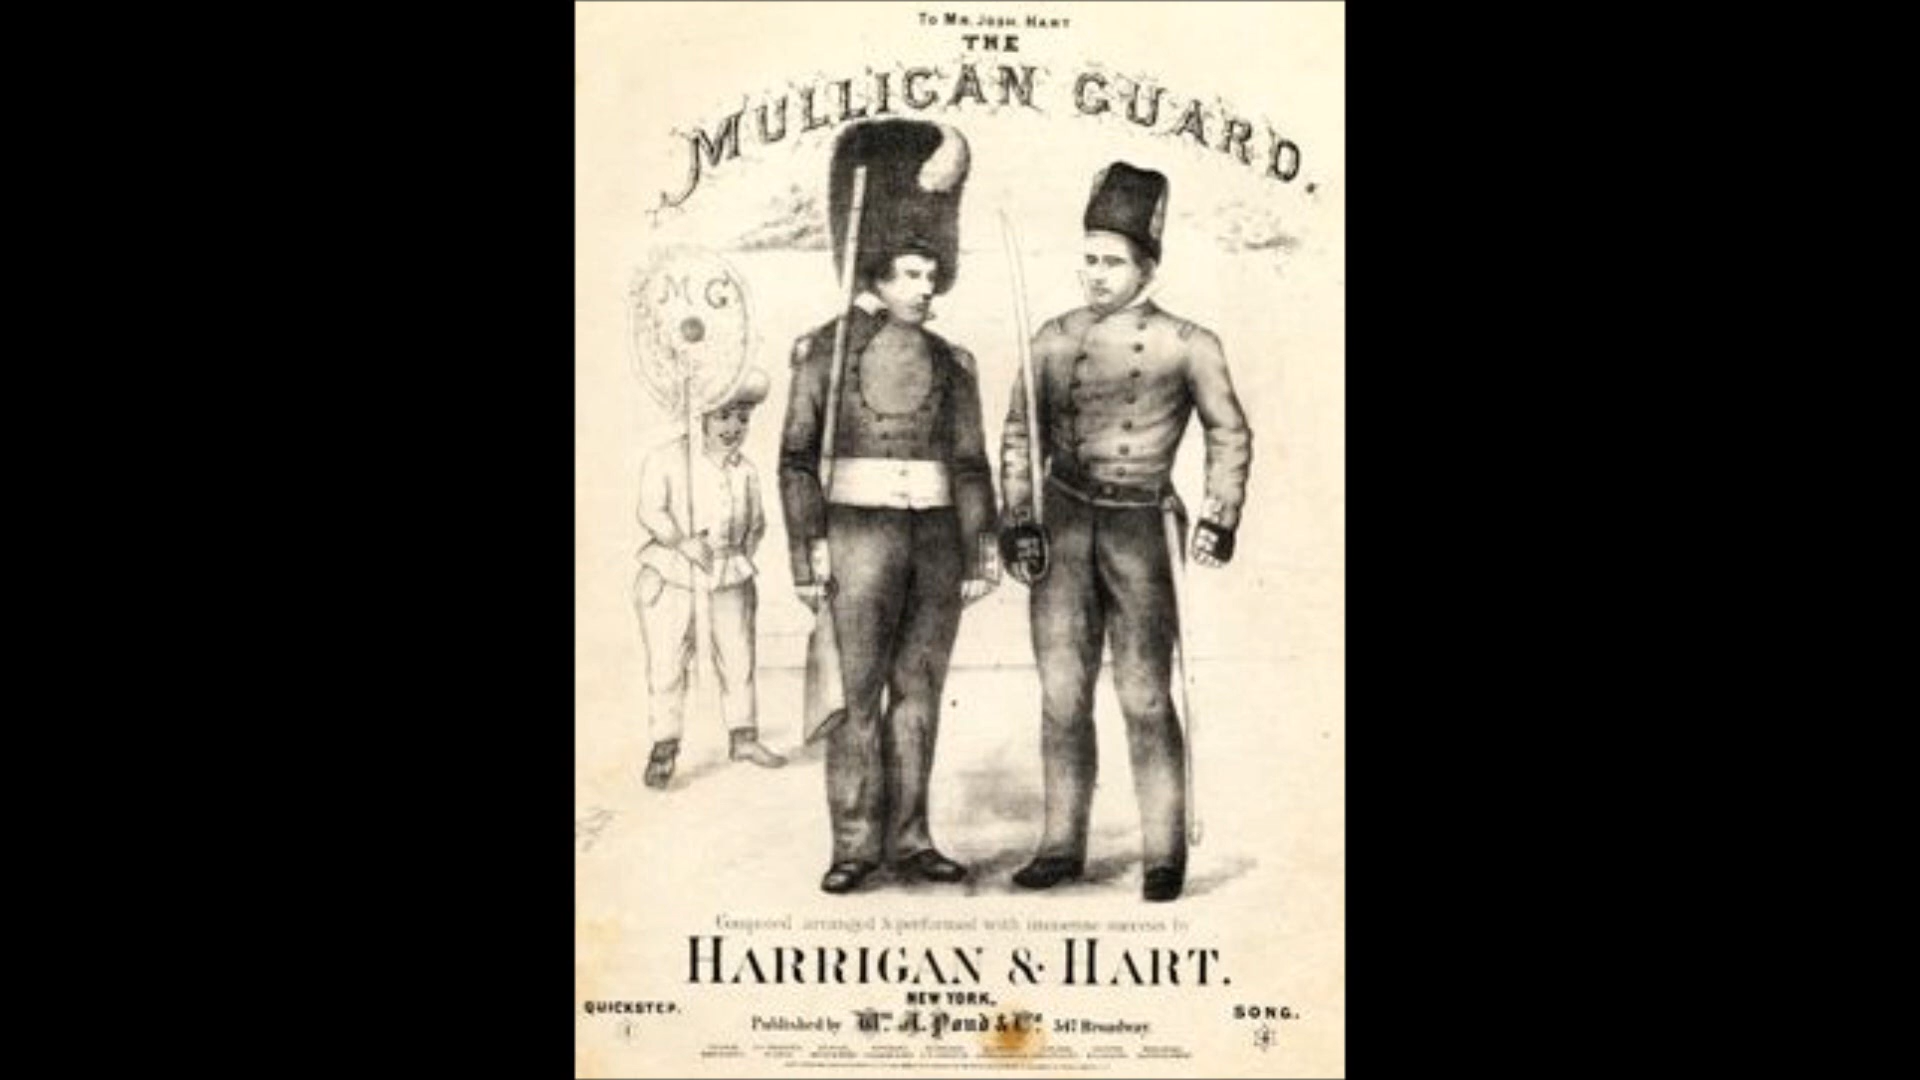 To Mr. Josh. Hart
THE
MULLIGAN GUARD.
M G
Composed arranged & performed with immense success by
HARRIGAN & HART.
NEW YORK,
QUICKSTEP.
Published by Wm. A. Pond & Co. 547 Broadway.
SONG.
4